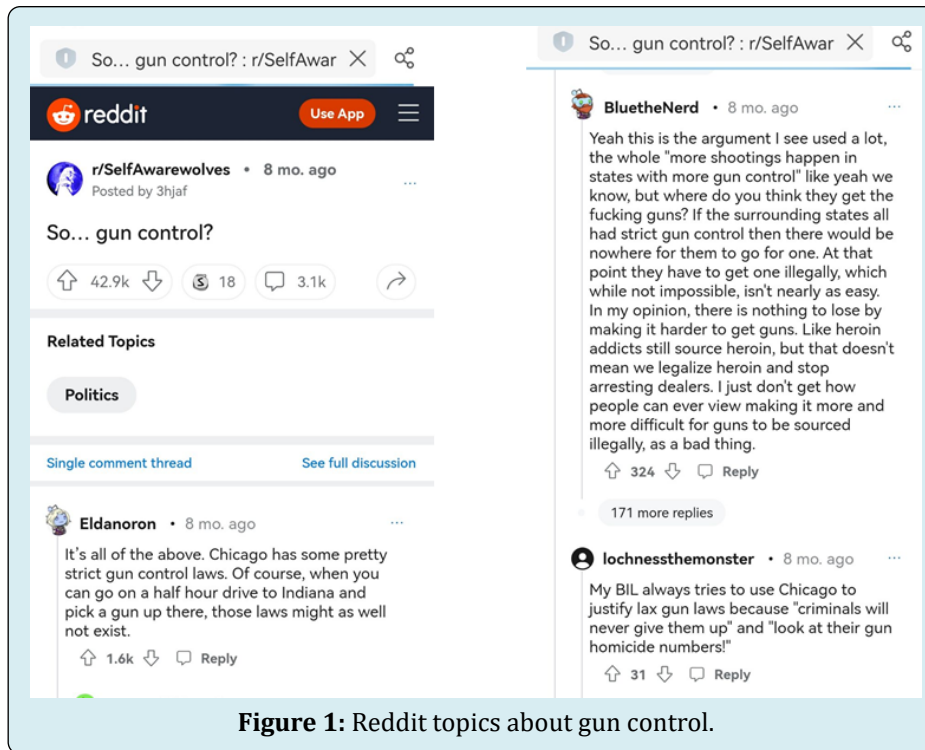 So... gun control? : r/SelfAwar
reddit
Use App
r/SelfAwarewolves • 8 mo. ago
Posted by 3hjaf
So... gun control?
42.9k
18
3.1k
Related Topics
Politics
Single comment thread
See full discussion
Eldanoron • 8 mo. ago
It's all of the above. Chicago has some pretty
strict gun control laws. Of course, when you
can go on a half hour drive to Indiana and
pick a gun up there, those laws might as well
not exist.
1.6k
Reply
So... gun control? : r/SelfAwar
BluetheNerd • 8 mo. ago
Yeah this is the argument I see used a lot,
the whole "more shootings happen in
states with more gun control" like yeah we
know, but where do you think they get the
fucking guns? If the surrounding states all
had strict gun control then there would be
nowhere for them to go for one. At that
point they have to get one illegally, which
while not impossible, isn't nearly as easy.
In my opinion, there is nothing to lose by
making it harder to get guns. Like heroin
addicts still source heroin, but that doesn't
mean we legalize heroin and stop
arresting dealers. I just don't get how
people can ever view making it more and
more difficult for guns to be sourced
illegally, as a bad thing.
324
Reply
171 more replies
lochnessthemonster • 8 mo. ago
My BIL always tries to use Chicago to
justify lax gun laws because "criminals will
never give them up" and "look at their gun
homicide numbers!"
31
Reply
Figure 1: Reddit topics about gun control.